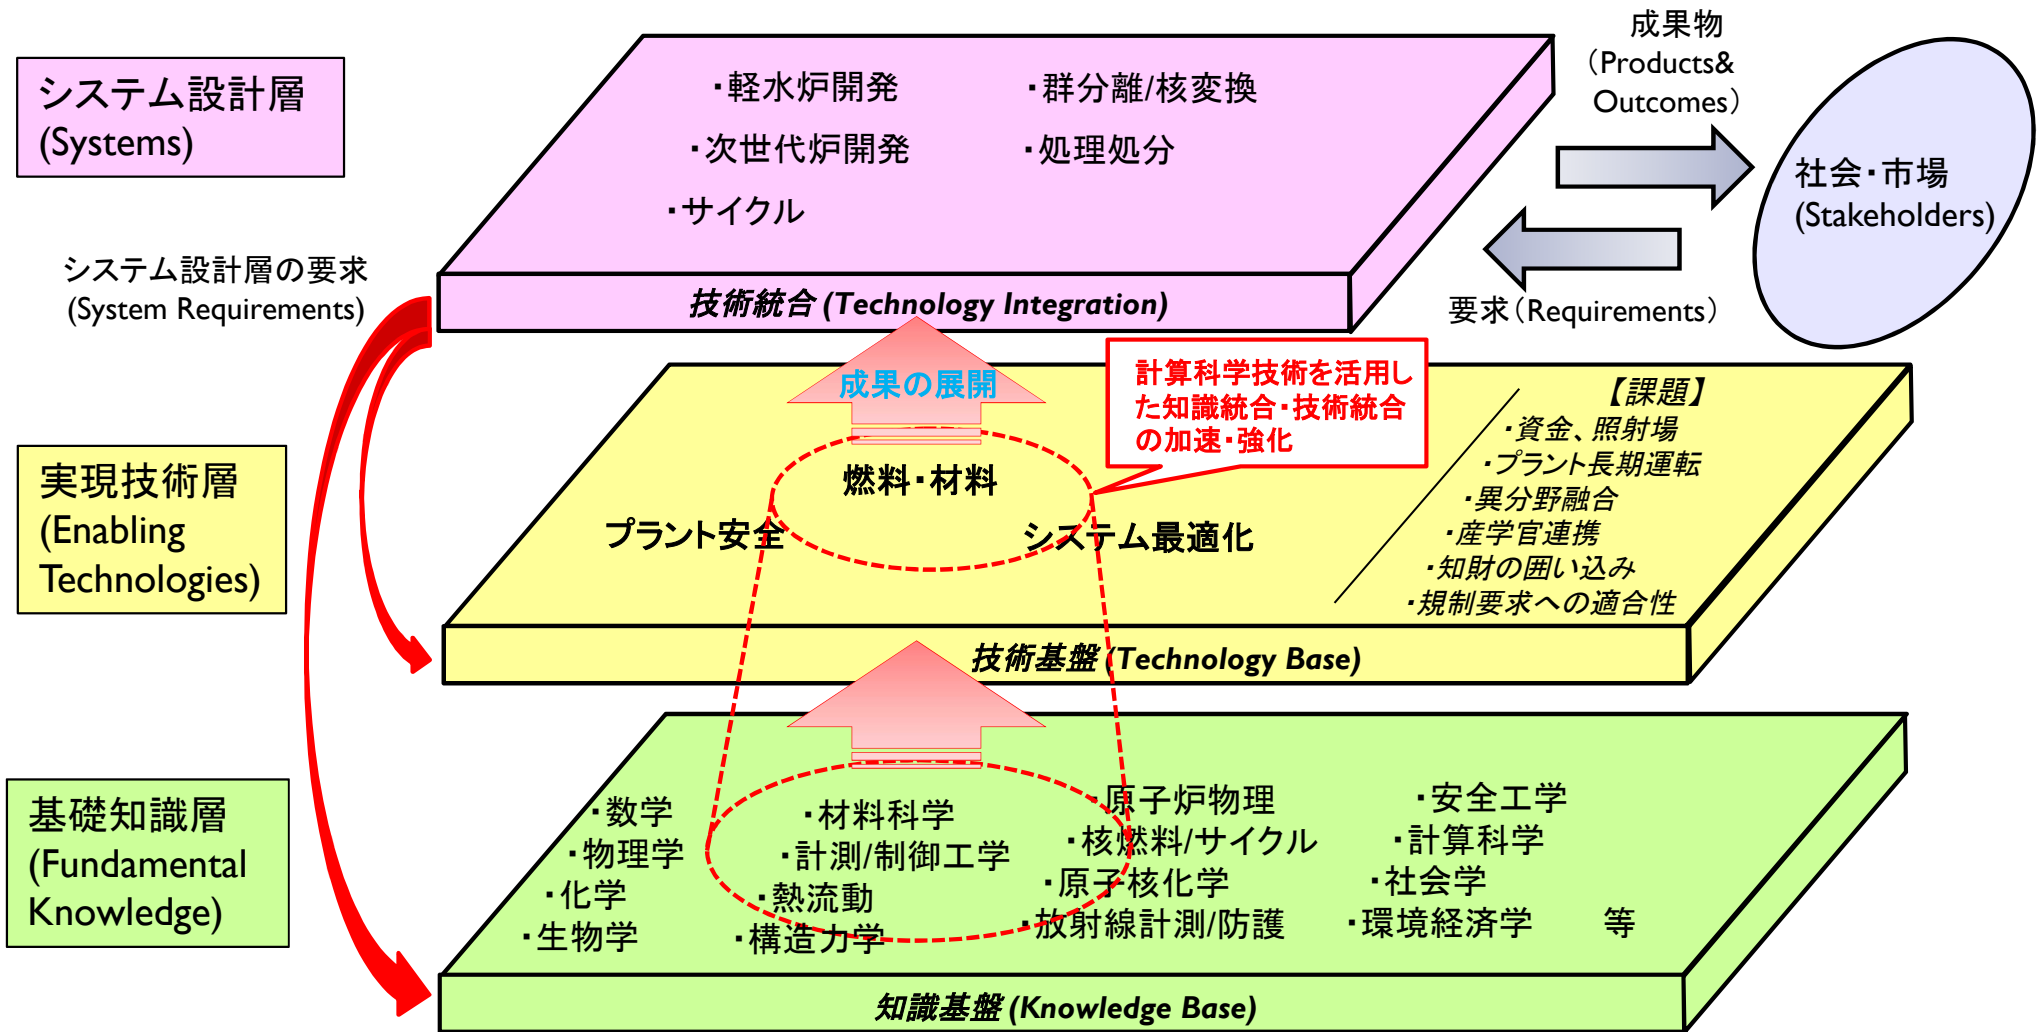 システム設計層
(Systems)
・軽水炉開発
・群分離/核変換
・次世代炉開発
・処理処分
・サイクル
技術統合 (Technology Integration)
成果物
（Products&
Outcomes）
社会・市場
(Stakeholders)
要求（Requirements）
システム設計層の要求
(System Requirements)
成果の展開
計算科学技術を活用し
た知識統合・技術統合
の加速・強化
実現技術層
(Enabling
Technologies)
燃料・材料
プラント安全
システム最適化
【課題】
・資金、照射場
・プラント長期運転
・異分野融合
・産学官連携
・知財の囲い込み
・規制要求への適合性
技術基盤 (Technology Base)
基礎知識層
(Fundamental
Knowledge)
・数学
・物理学
・化学
・生物学
・材料科学
・計測/制御工学
・熱流動
・構造力学
・原子炉物理
・核燃料/サイクル
・原子核化学
・放射線計測/防護
・安全工学
・計算科学
・社会学
・環境経済学 等
知識基盤 (Knowledge Base)